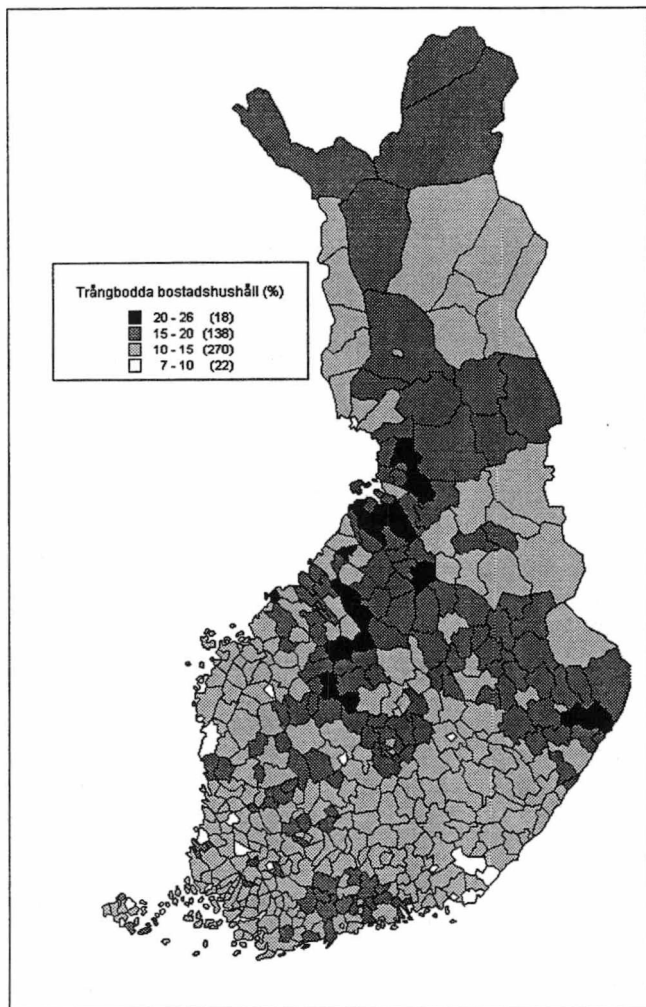 Trångbodda bostadshushåll (%)
20 - 26 (18)
15 - 20 (138)
10 - 15 (270)
7 - 10 (22)